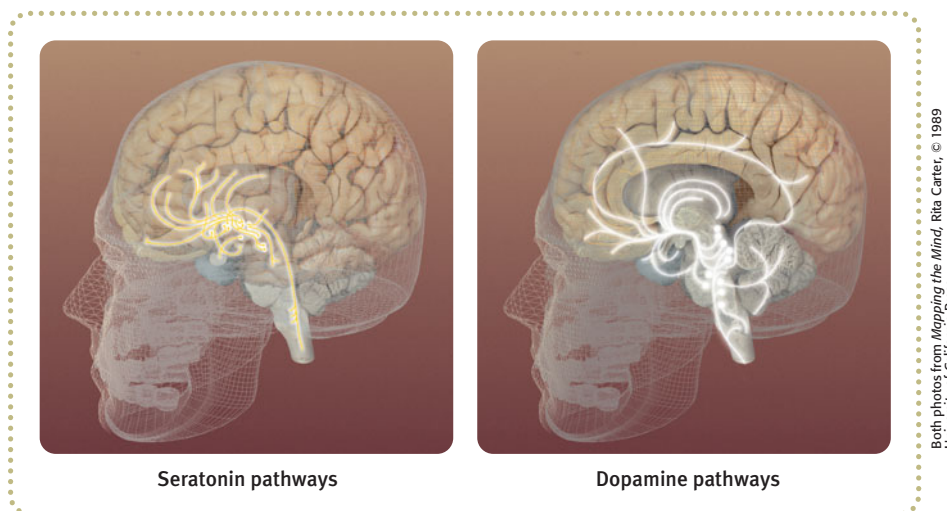 Seratonin pathways
Dopamine pathways
Both photos from Mapping the Mind, Rita Carter, © 1989